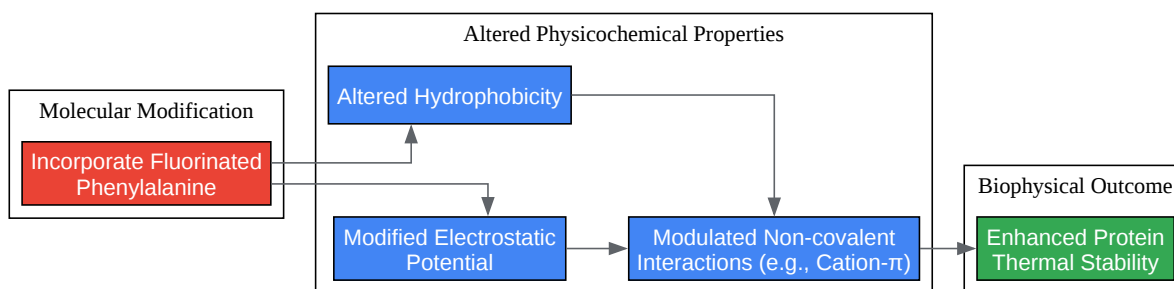 Altered Physicochemical Properties
Altered Hydrophobicity
Molecular Modification
Incorporate Fluorinated
Phenylalanine
Modified Electrostatic
Potential
Modulated Non-covalent
Interactions (e.g., Cation-π)
Biophysical Outcome
Enhanced Protein
Thermal Stability